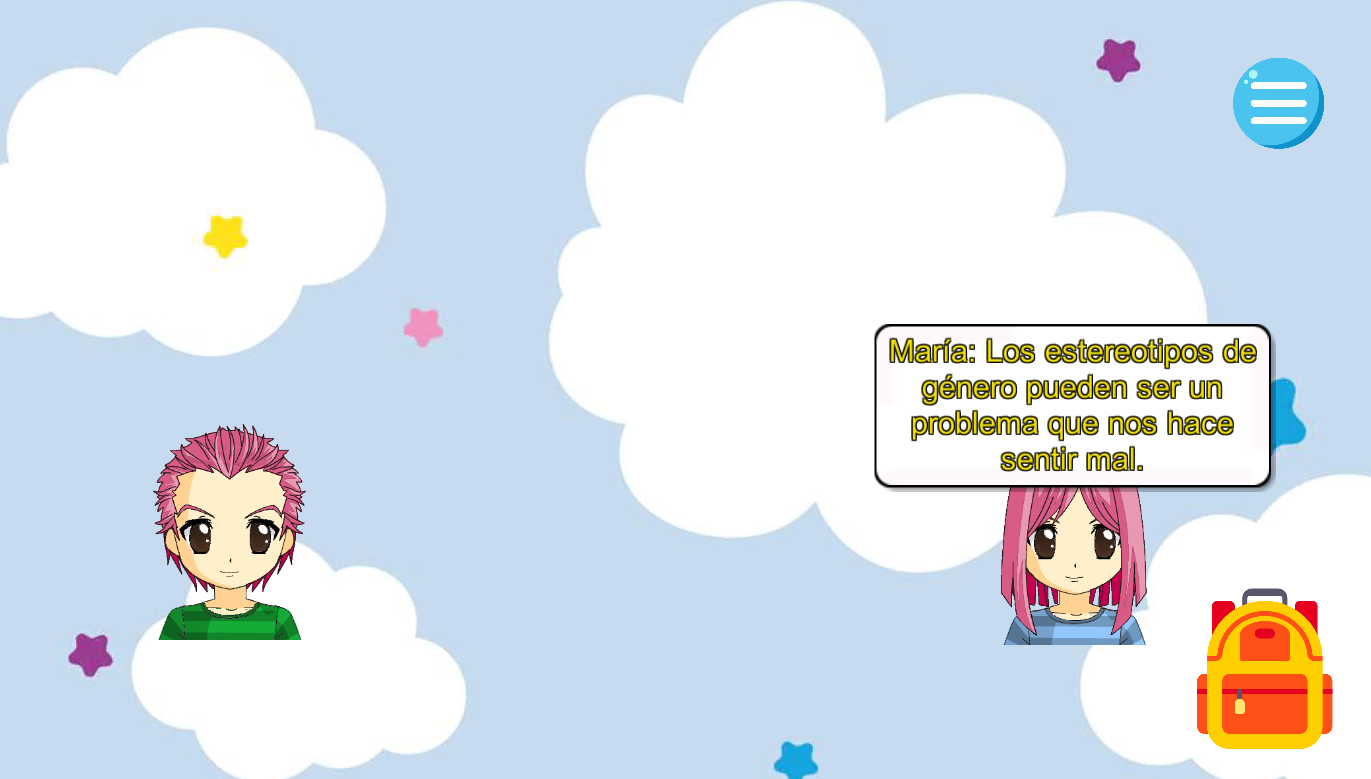 María: Los estereotipos de
género pueden ser un
problema que nos hace
sentir mal.